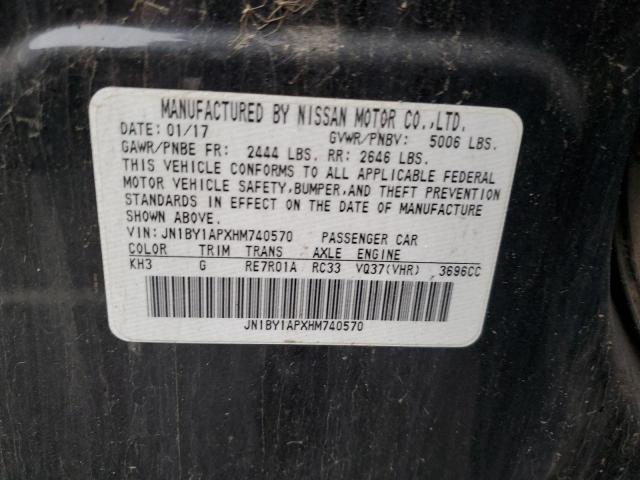 MANUFACTURED BY NISSAN MOTOR CO.,LTD.
DATE: 01/17 GVWR/PNBV: 5006 LBS.
GAWR/PNBE FR: 2444 LBS. RR: 2646 LBS.
THIS VEHICLE CONFORMS TO ALL APPLICABLE FEDERAL
MOTOR VEHICLE SAFETY,BUMPER,AND THEFT PREVENTION
STANDARDS IN EFFECT ON THE DATE OF MANUFACTURE
SHOWN ABOVE.
VIN: JN1BY1APXHM740570 PASSENGER CAR
COLOR TRIM TRANS AXLE ENGINE
KH3 G RE7R01A RC33 VQ37(VHR) 3696CC
JN1BY1APXHM740570